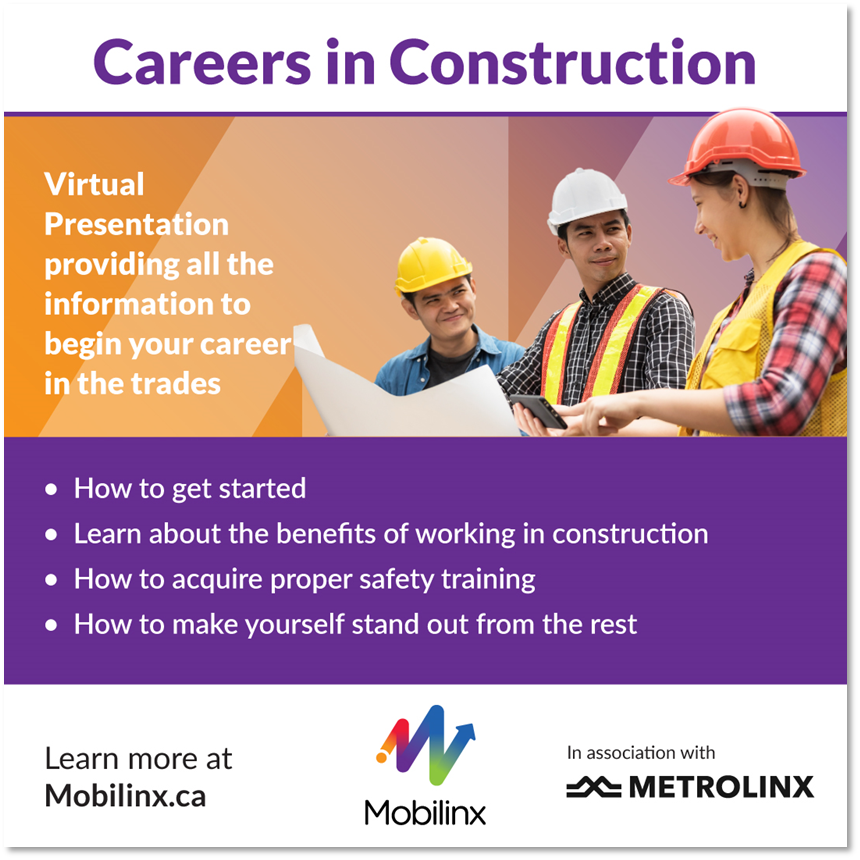 Careers in Construction
Virtual
Presentation
providing all the
information to
begin your career
in the trades
• How to get started
• Learn about the benefits of working in construction
• How to acquire proper safety training
• How to make yourself stand out from the rest
Learn more at
Mobilinx.ca
Mobilinx
In association with
METROLINX